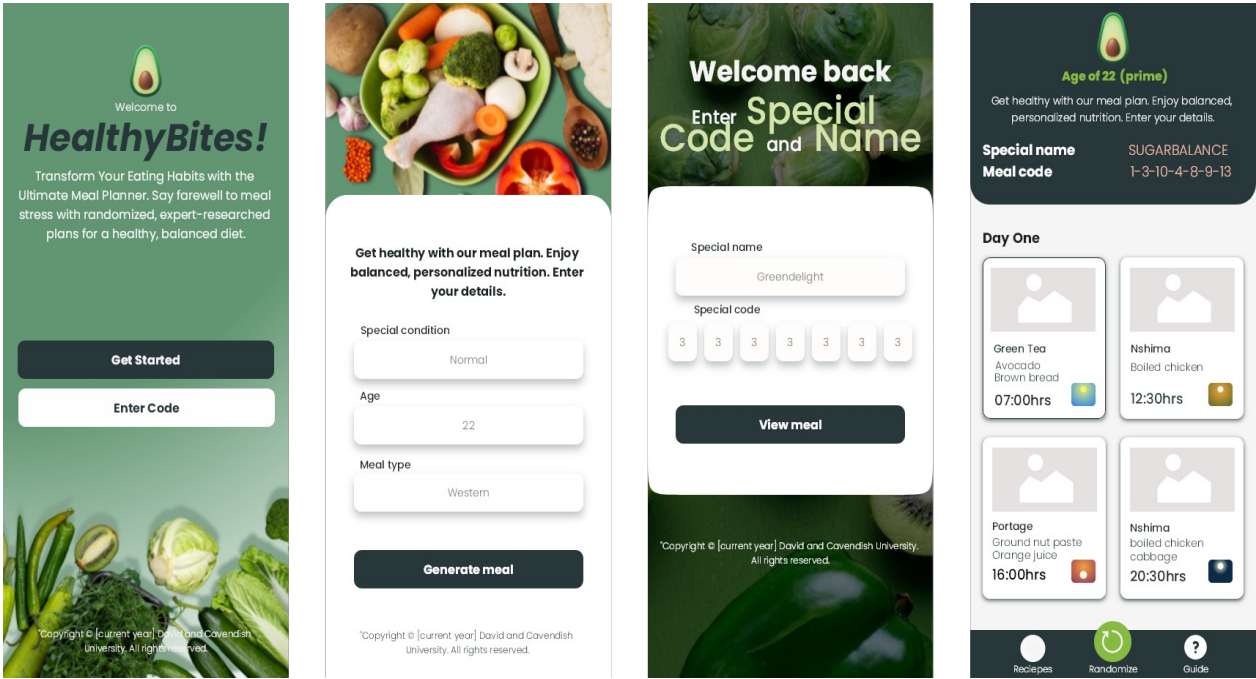 Welcome to
HealthyBites!
Transform Your Eating Habits with the
Ultimate Meal Planner. Say farewell to meal
stress with randomized, expert-researched
plans for a healthy, balanced diet.
Get Started
Enter Code
"Copyright © [current year] David and Cavendish
University. All rights reserved.
Get healthy with our meal plan. Enjoy
balanced, personalized nutrition. Enter
your details.
Special condition
Normal
Age
22
Meal type
Western
Generate meal
"Copyright © [current year] David and Cavendish
University. All rights reserved.
Welcome back
Enter Special
Code and Name
Special name
Greendelight
Special code
3 3 3 3 3 3 3
View meal
"Copyright © [current year] David and Cavendish University.
All rights reserved.
Age of 22 (prime)
Get healthy with our meal plan. Enjoy balanced,
personalized nutrition. Enter your details.
Special name SUGARBALANCE
Meal code 1-3-10-4-8-9-13
Day One
Green Tea
Avocado
Brown bread
07:00hrs
Nshima
Boiled chicken
12:30hrs
Portage
Ground nut paste
Orange juice
16:00hrs
Nshima
boiled chicken
cabbage
20:30hrs
Reciepes
Randomize
?
Guide